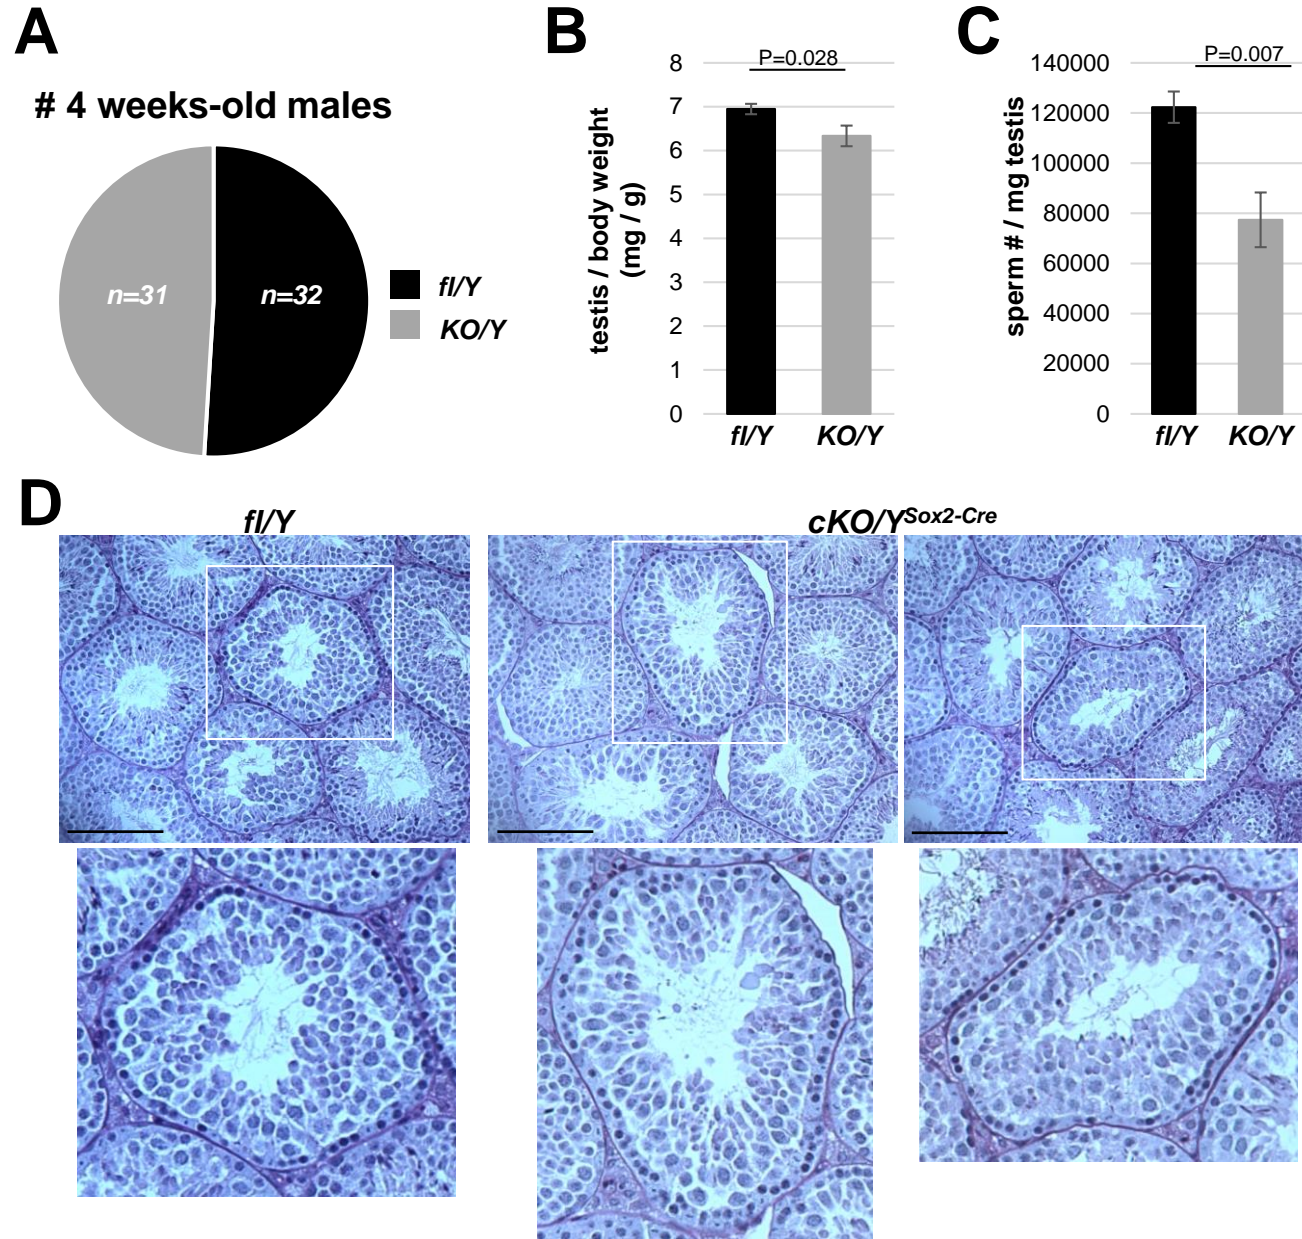 A
# 4 weeks-old males
n=31
n=32
fl/Y
KO/Y
B
testis / body weight
(mg / g)
8
7
6
5
4
3
2
1
0
P=0.028
fl/Y
KO/Y
C
sperm # / mg testis
140000
120000
100000
80000
60000
40000
20000
0
P=0.007
fl/Y
KO/Y
D
fl/Y
cKO/Y Sox2-Cre